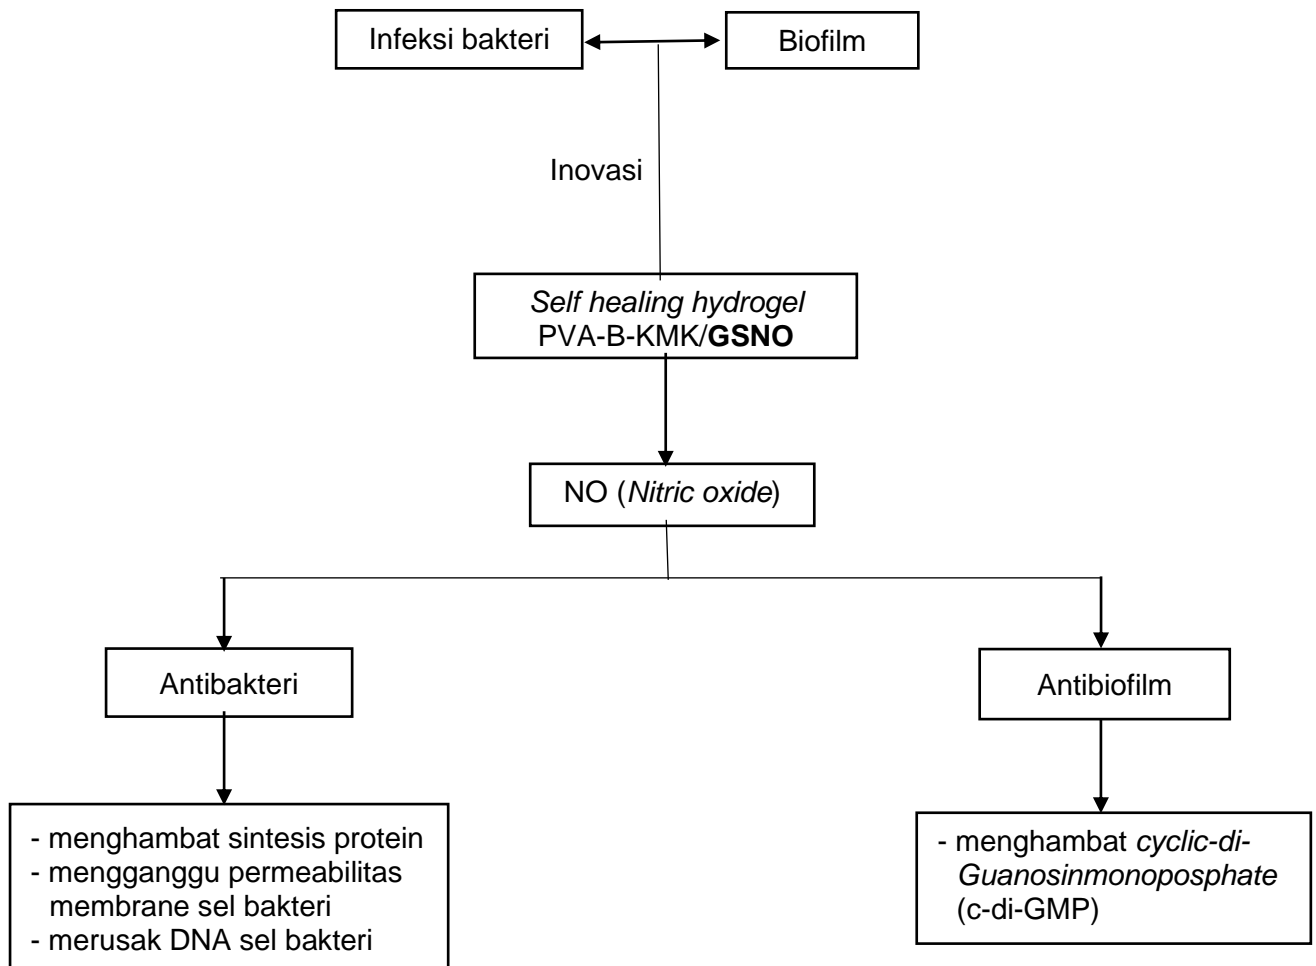 Infeksi bakteri
Biofilm
Inovasi
Self healing hydrogel
PVA-B-KMK/GSNO
NO (Nitric oxide)
Antibakteri
Antibiofilm
- menghambat sintesis protein
- mengganggu permeabilitas
membrane sel bakteri
- merusak DNA sel bakteri
- menghambat cyclic-di-
Guanosinmonoposphate
(c-di-GMP)